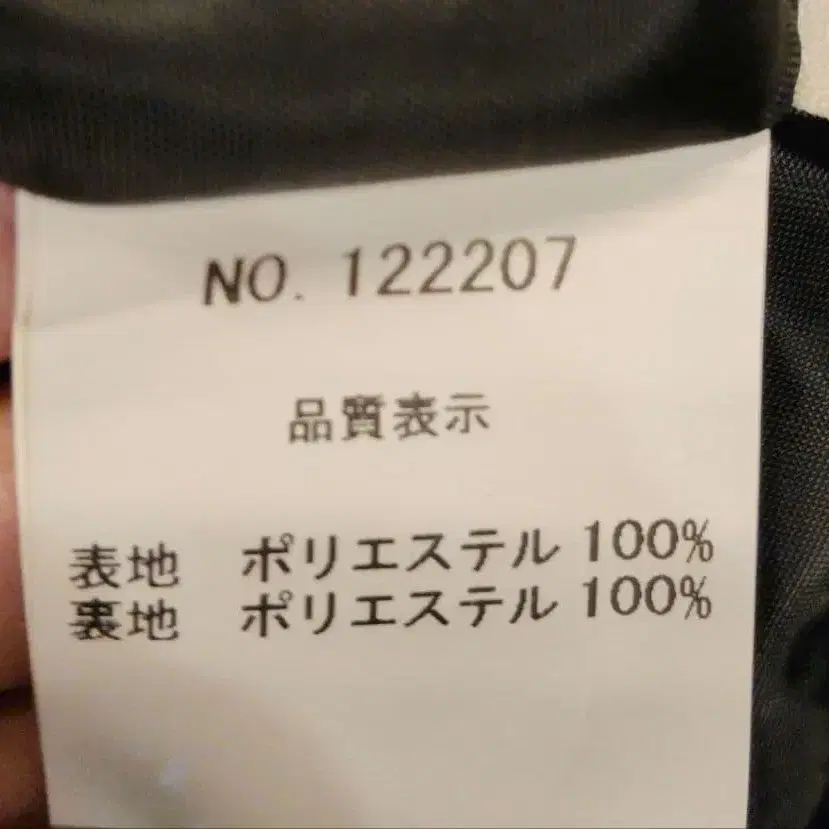 NO. 122207
品質表示
表地 ポリエステル 100%
裏地 ポリエステル 100%